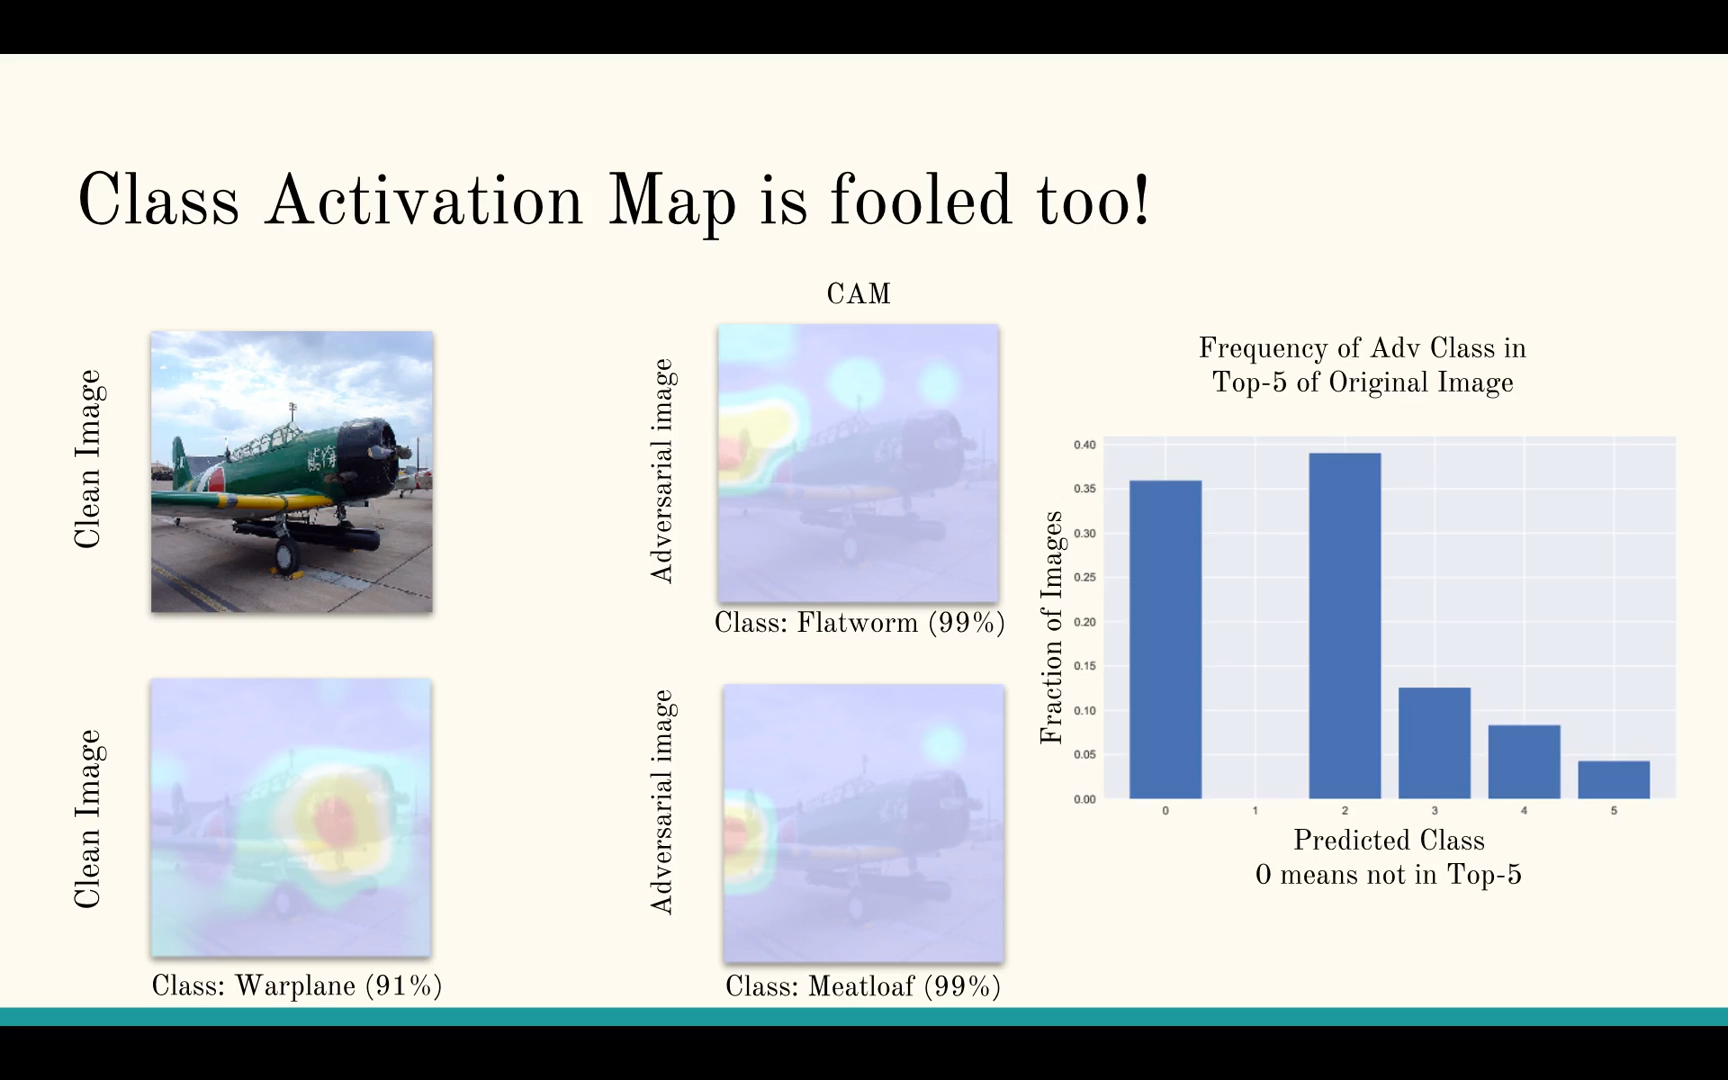 Class Activation Map is fooled too!
Clean Image
Clean Image
Class: Warplane (91%)
CAM
Adversarial image
Class: Flatworm (99%)
Adversarial image
Class: Meatloaf (99%)
Frequency of Adv Class in
Top-5 of Original Image
Fraction of Images
0.40
0.35
0.30
0.25
0.20
0.15
0.10
0.05
0.00
0 1 2 3 4 5
Predicted Class
0 means not in Top-5